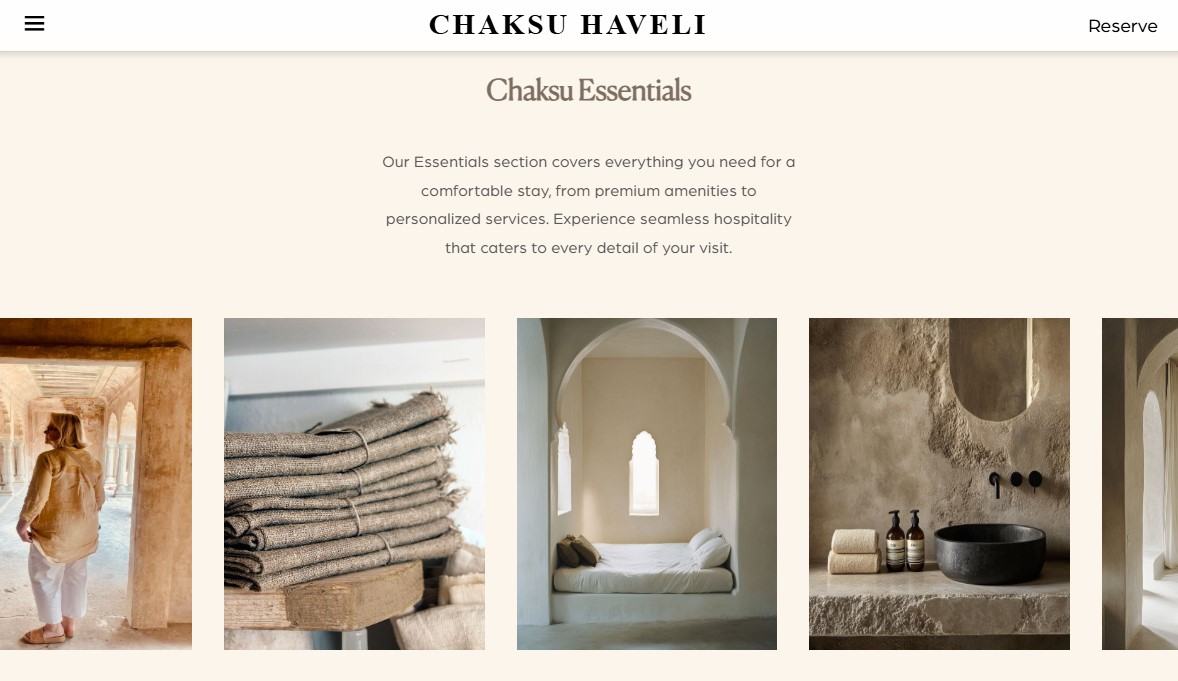 CHAKSU HAVELI
Reserve
Chaksu Essentials
Our Essentials section covers everything you need for a
comfortable stay, from premium amenities to
personalized services. Experience seamless hospitality
that caters to every detail of your visit.